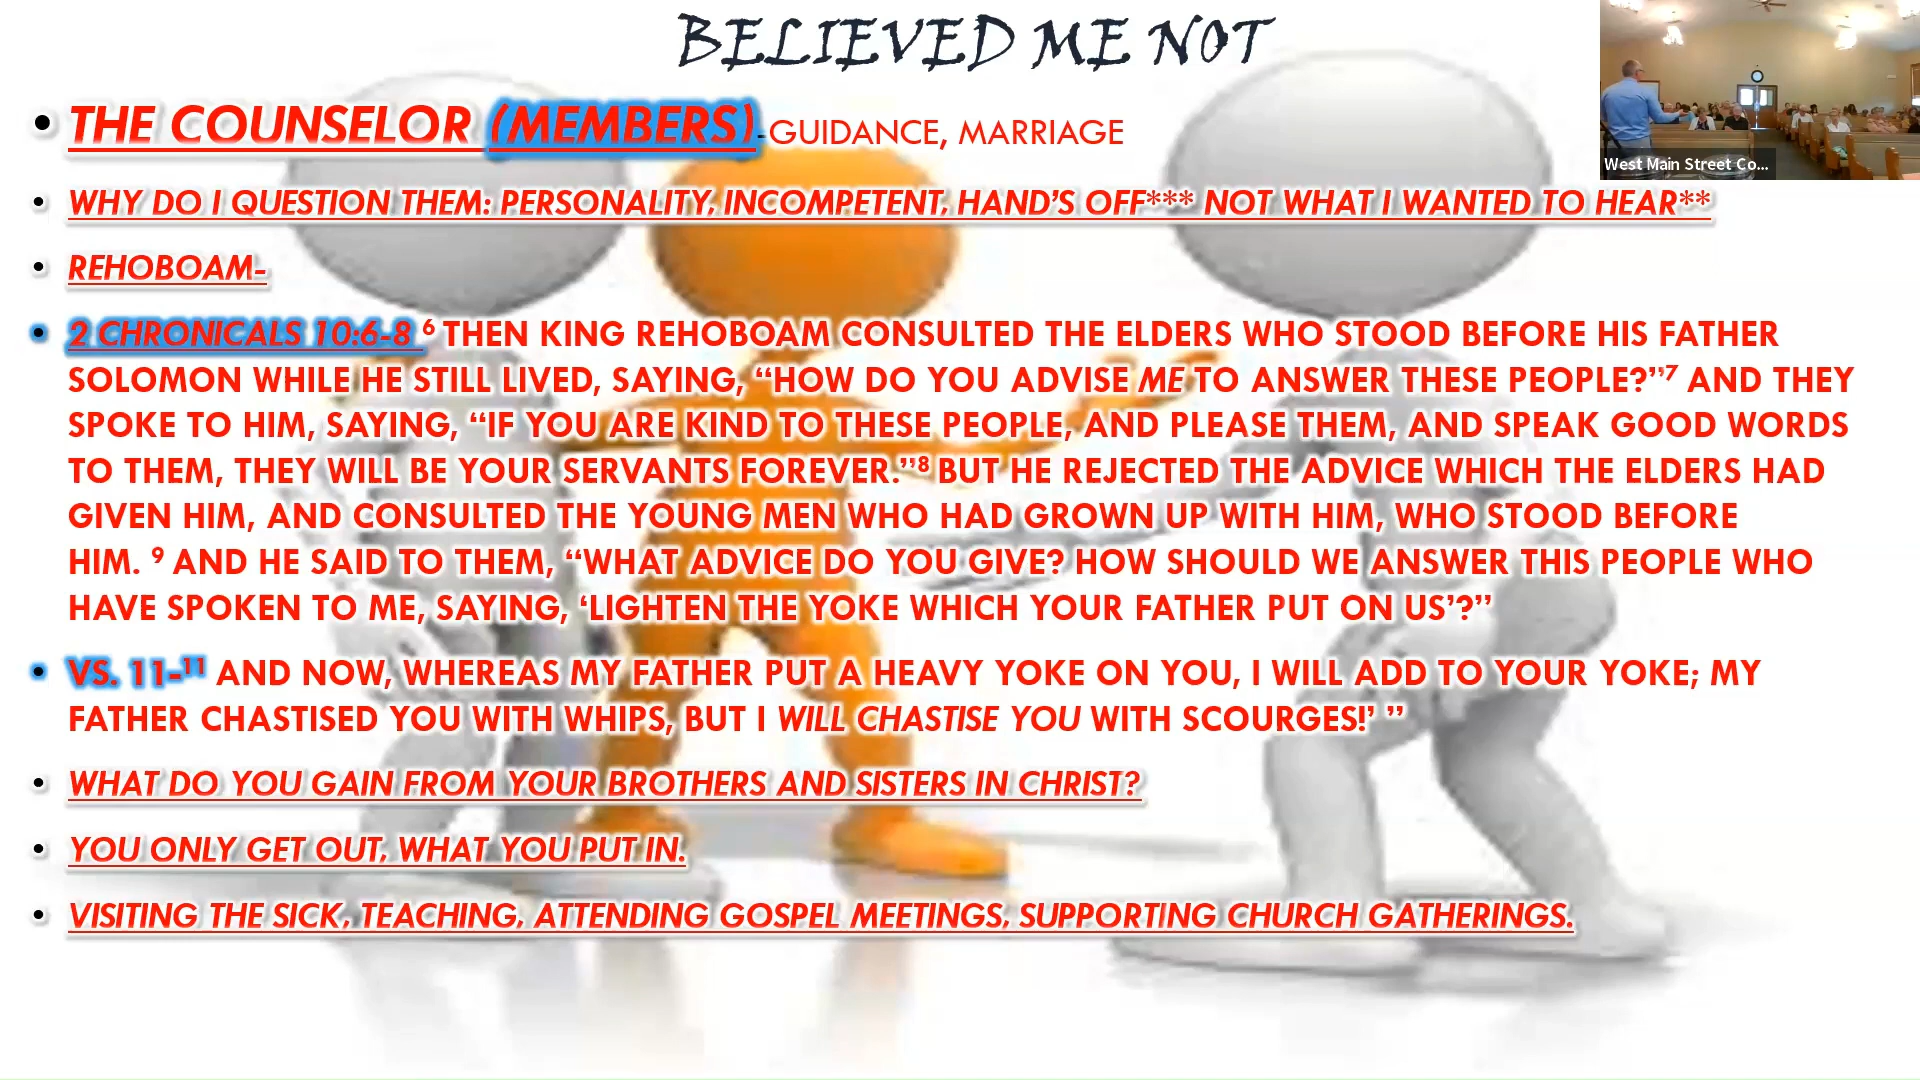 BELIEVED ME NOT
West Main Street Co...
• THE COUNSELOR (MEMBERS)-GUIDANCE, MARRIAGE
• WHY DO I QUESTION THEM: PERSONALITY, INCOMPETENT, HAND'S OFF*** NOT WHAT I WANTED TO HEAR**
• REHOBOAM-
• 2 CHRONICALS 10:6-8 ⁶ THEN KING REHOBOAM CONSULTED THE ELDERS WHO STOOD BEFORE HIS FATHER
SOLOMON WHILE HE STILL LIVED, SAYING, “HOW DO YOU ADVISE ME TO ANSWER THESE PEOPLE?”⁷ AND THEY
SPOKE TO HIM, SAYING, “IF YOU ARE KIND TO THESE PEOPLE, AND PLEASE THEM, AND SPEAK GOOD WORDS
TO THEM, THEY WILL BE YOUR SERVANTS FOREVER.”⁸ BUT HE REJECTED THE ADVICE WHICH THE ELDERS HAD
GIVEN HIM, AND CONSULTED THE YOUNG MEN WHO HAD GROWN UP WITH HIM, WHO STOOD BEFORE
HIM. ⁹ AND HE SAID TO THEM, “WHAT ADVICE DO YOU GIVE? HOW SHOULD WE ANSWER THIS PEOPLE WHO
HAVE SPOKEN TO ME, SAYING, ‘LIGHTEN THE YOKE WHICH YOUR FATHER PUT ON US’?”
• VS. 11-¹¹ AND NOW, WHEREAS MY FATHER PUT A HEAVY YOKE ON YOU, I WILL ADD TO YOUR YOKE; MY
FATHER CHASTISED YOU WITH WHIPS, BUT I WILL CHASTISE YOU WITH SCOURGES!’ ”
• WHAT DO YOU GAIN FROM YOUR BROTHERS AND SISTERS IN CHRIST?
• YOU ONLY GET OUT, WHAT YOU PUT IN.
• VISITING THE SICK, TEACHING, ATTENDING GOSPEL MEETINGS, SUPPORTING CHURCH GATHERINGS.